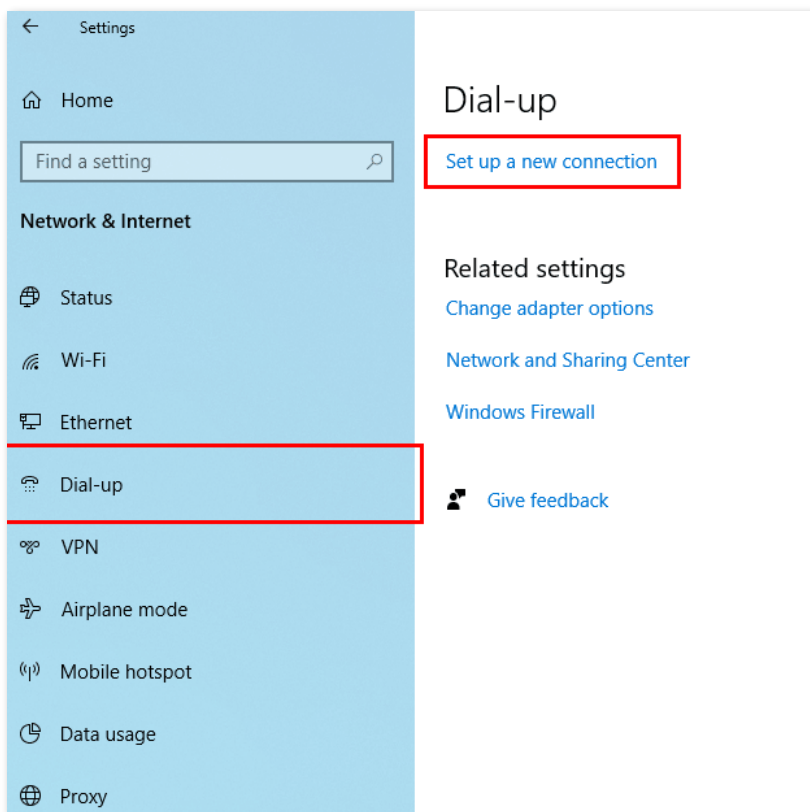 Settings
Home
Find a setting
Network & Internet
Status
Wi-Fi
Ethernet
Dial-up
VPN
Airplane mode
Mobile hotspot
Data usage
Proxy
Dial-up
Set up a new connection
Related settings
Change adapter options
Network and Sharing Center
Windows Firewall
Give feedback